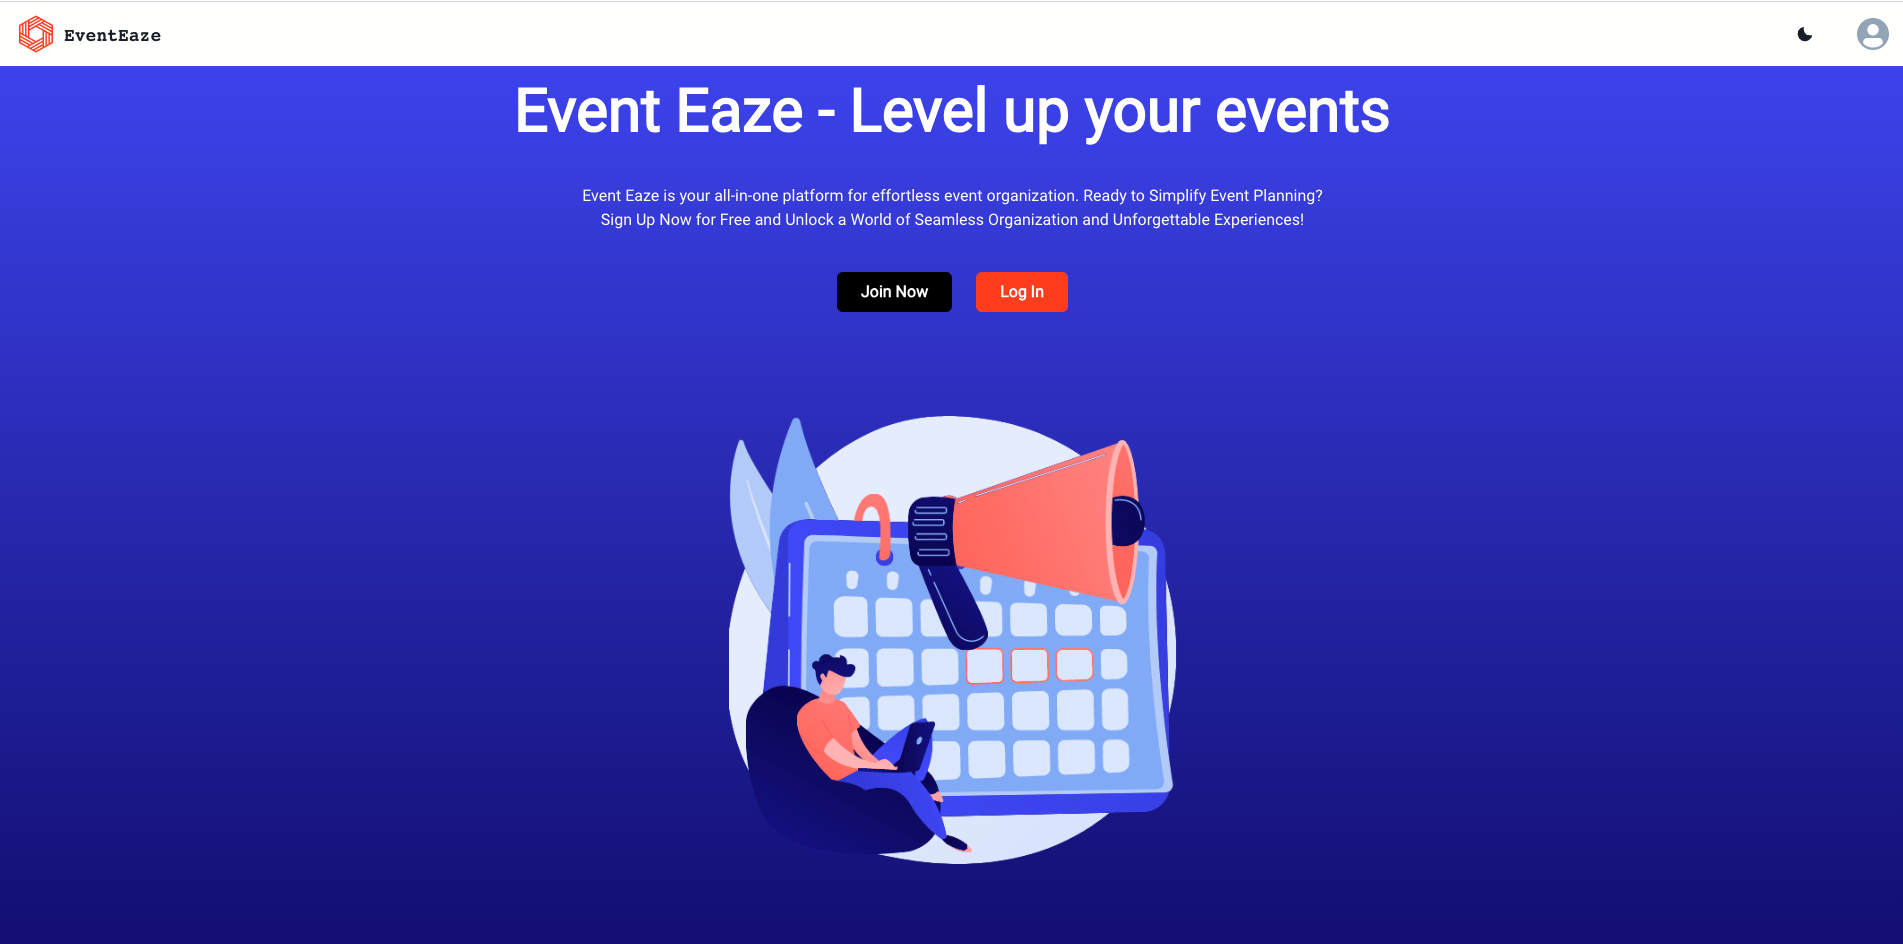 EventEaze
Event Eaze - Level up your events
Event Eaze is your all-in-one platform for effortless event organization. Ready to Simplify Event Planning?
Sign Up Now for Free and Unlock a World of Seamless Organization and Unforgettable Experiences!
Join Now
Log In